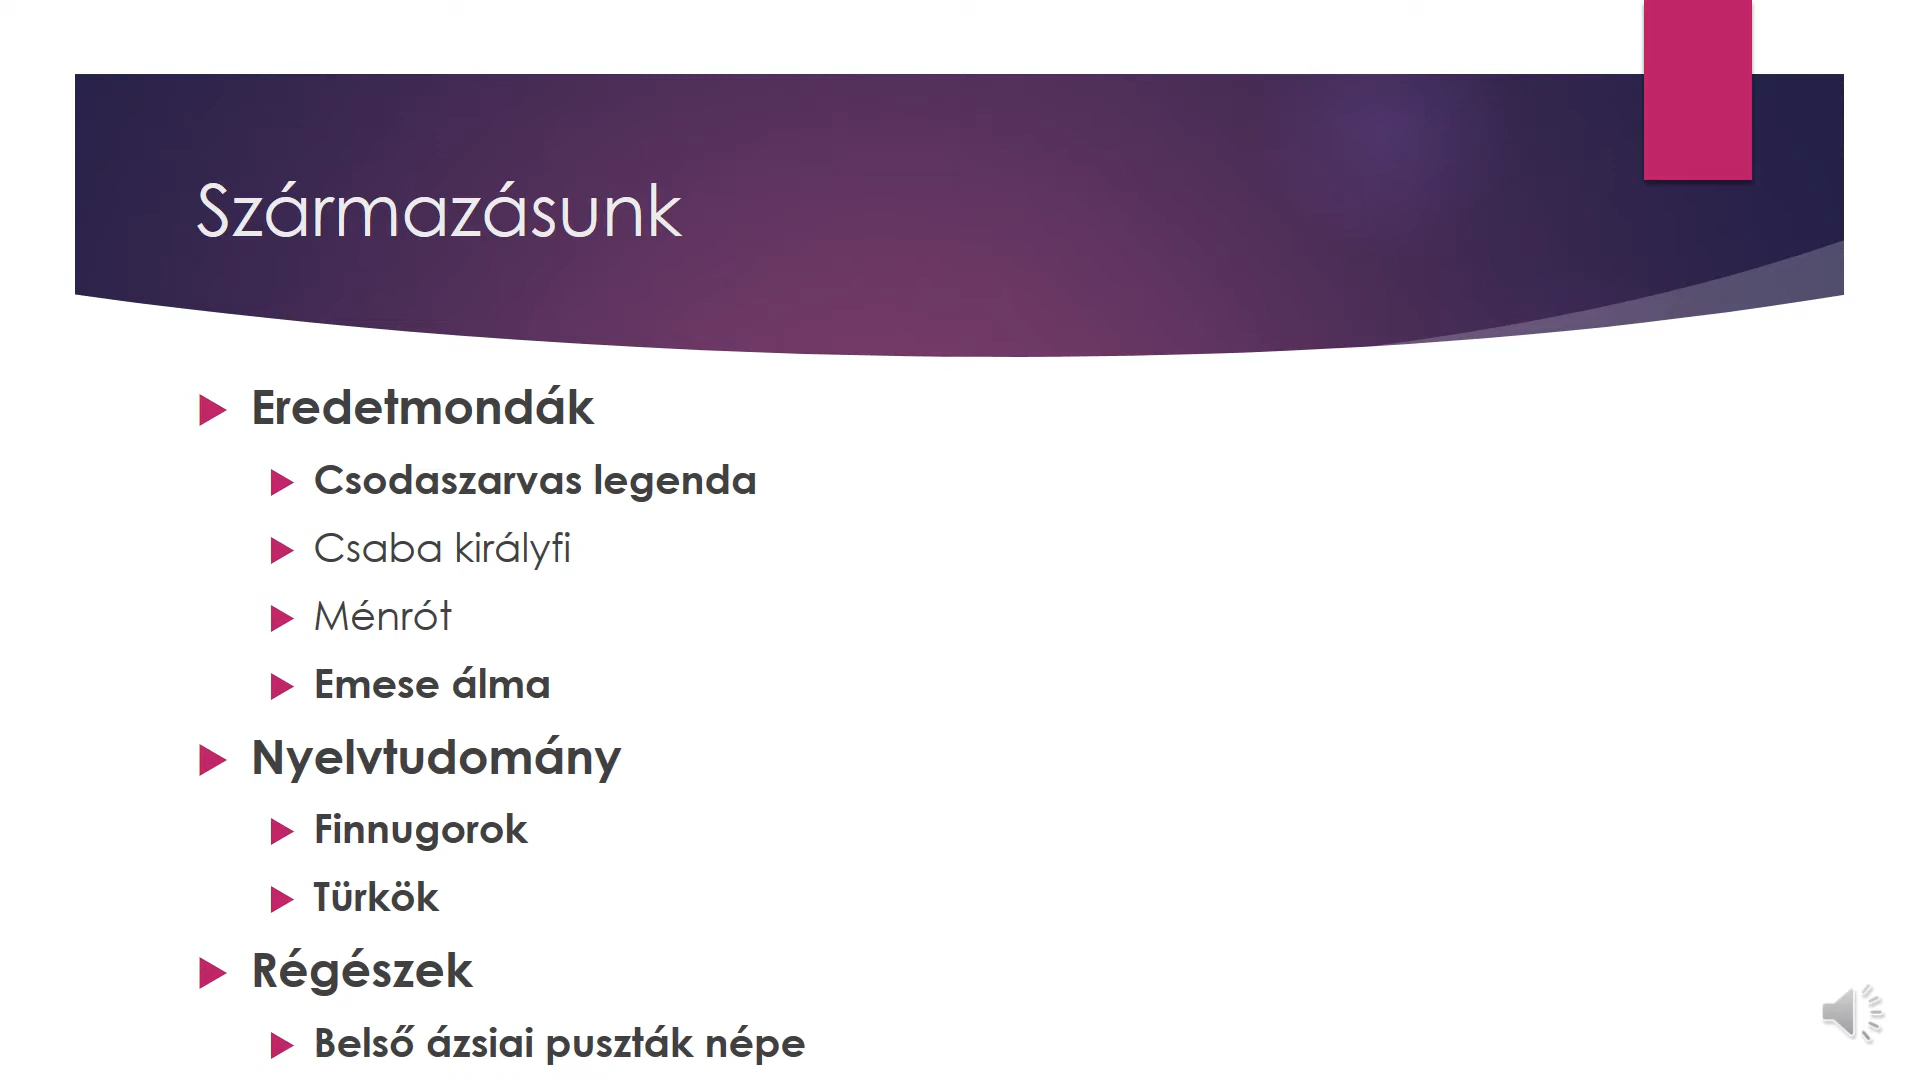 Származásunk
Eredetmondák
Csodaszarvas legenda
Csaba királyfi
Ménrót
Emese álma
Nyelvtudomány
Finnugorok
Türkök
Régészek
Belső ázsiai puszták népe